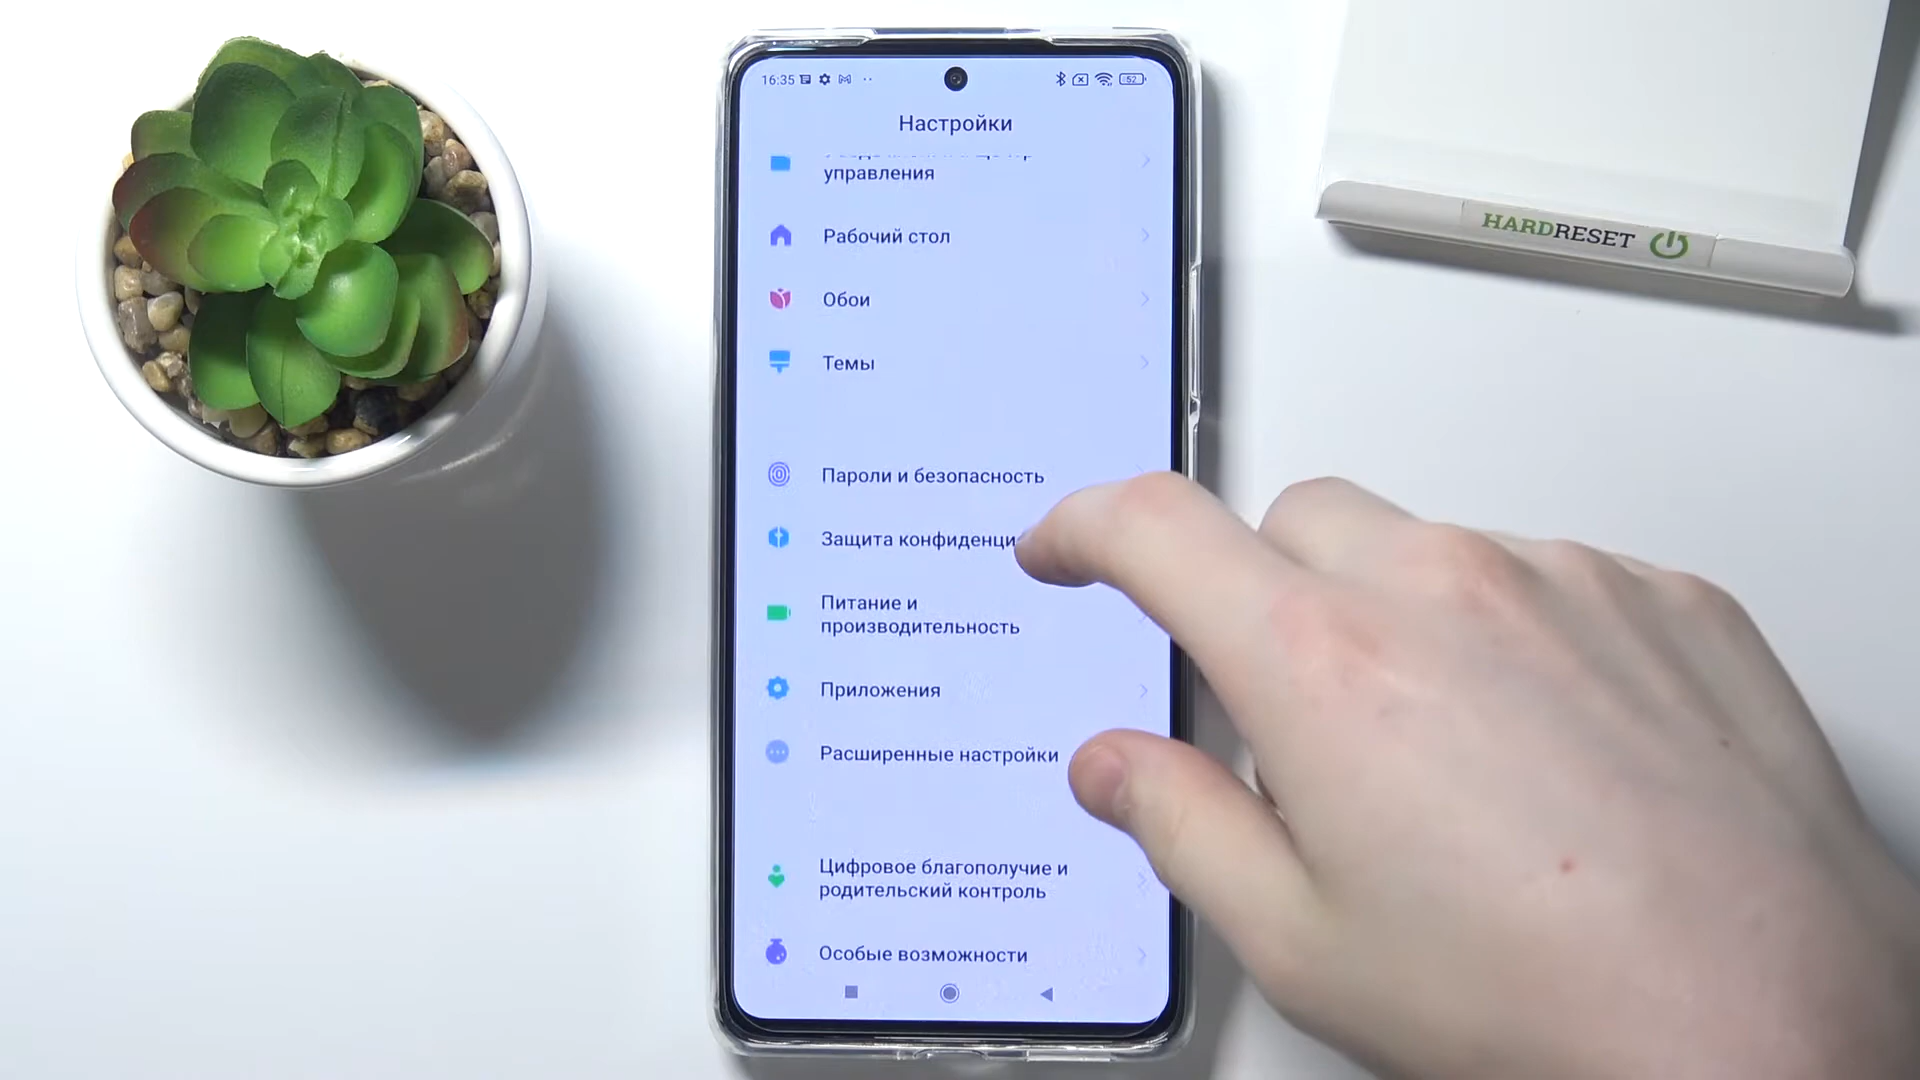 16:35
52
Настройки
управления
Рабочий стол
Обои
Темы
Пароли и безопасность
Защита конфиденци
Питание и
производительность
Приложения
Расширенные настройки
Цифровое благополучие и
родительский контроль
Особые возможности
HARDRESET